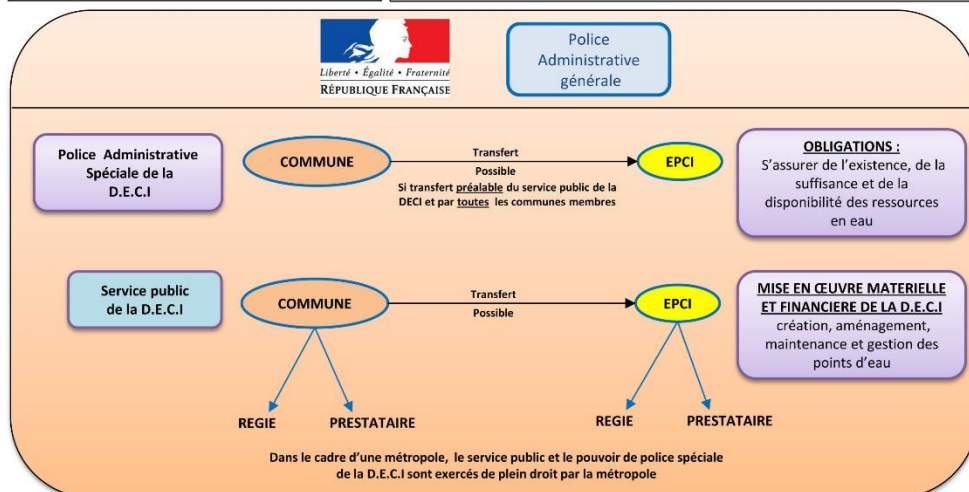 Liberté • Égalité • Fraternité
RÉPUBLIQUE FRANÇAISE
Police
Administrative
générale
Police Administrative
Spéciale de la
D.E.C.I
COMMUNE
Transfert
Possible
Si transfert préalable du service public de la
DECI et par toutes les communes membres
EPCI
OBLIGATIONS :
S'assurer de l'existence, de la
suffisance et de la
disponibilité des ressources
en eau
Service public
de la D.E.C.I
COMMUNE
Transfert
Possible
EPCI
MISE EN ŒUVRE MATERIELLE
ET FINANCIERE DE LA D.E.C.I
création, aménagement,
maintenance et gestion des
points d'eau
REGIE
PRESTATAIRE
REGIE
PRESTATAIRE
Dans le cadre d'une métropole, le service public et le pouvoir de police spéciale
de la D.E.C.I sont exercés de plein droit par la métropole